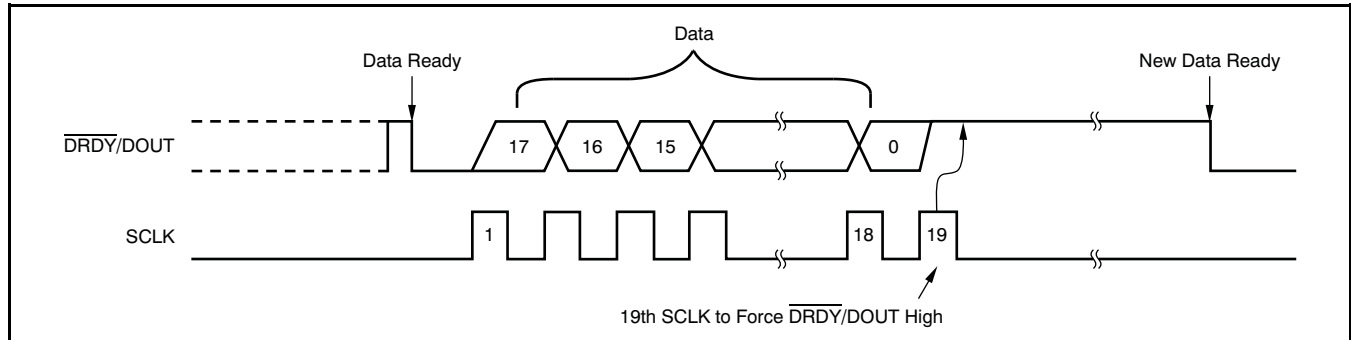 Data
Data Ready
New Data Ready
DRDY/DOUT
17 16 15 0
SCLK
1 18 19
19th SCLK to Force DRDY/DOUT High